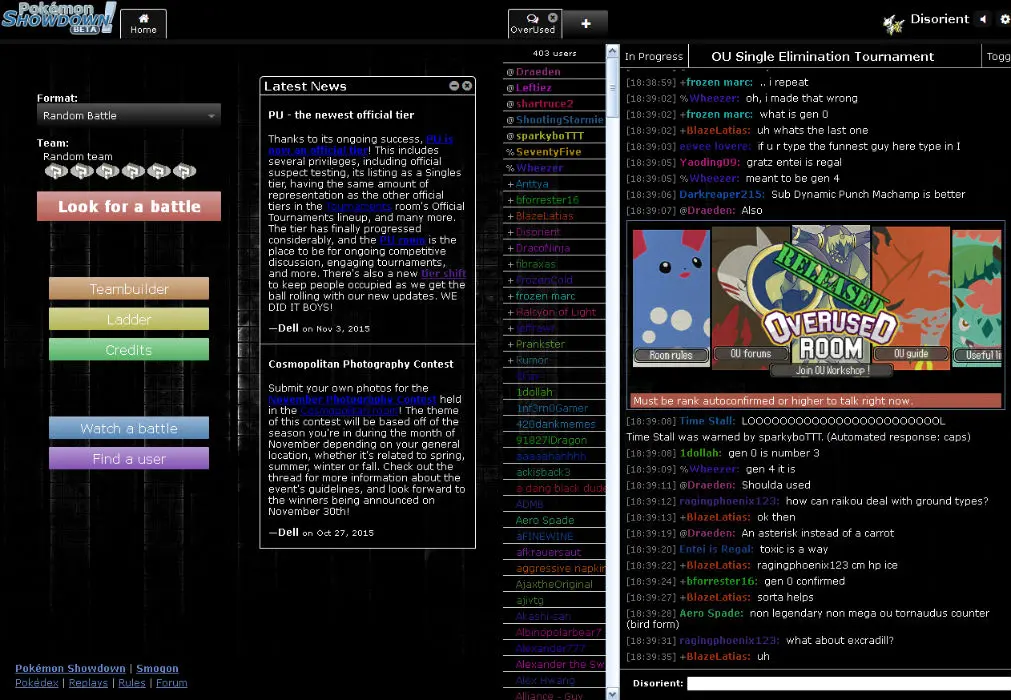 Pokémon
SHOWDOWN!
BETA
Home
OverUsed
+
Disorient
Format:
Random Battle
Team:
Random team
Look for a battle
Teambuilder
Ladder
Credits
Watch a battle
Find a user
Pokémon Showdown | Smogon
Pokédex | Replays | Rules | Forum
Latest News
PU - the newest official tier
Thanks to its ongoing success, PU is
now an official tier! This includes
several privileges, including official
suspect testing, its listing as a Singles
tier, having the same amount of
representation as the other official
tiers in the Tournaments room's Official
Tournaments lineup, and many more.
The tier has finally progressed
considerably, and the PU room is the
place to be for ongoing competitive
discussion, engaging tournaments,
and more. There's also a new tier shift
to keep people occupied as we get the
ball rolling with our new updates. WE
DID IT BOYS!
—Dell on Nov 3, 2015
Cosmopolitan Photography Contest
Submit your own photos for the
November Photography Contest held
in the Cosmopolitan room! The theme
of this contest will be based off of the
season you're in during the month of
November depending on your general
location, whether it's related to spring,
summer, winter or fall. Check out the
thread for more information about the
event's guidelines, and look forward to
the winners being announced on
November 30th!
—Dell on Oct 27, 2015
403 users
@Draeden
@Leftiez
@shartruce2
@ShootingStarmie
@sparkyboTTT
%SeventyFive
%Wheezer
+Anttya
+bforrester16
+BlazeLatias
+Disorient
+DracoNinja
+fibraxas
+FrozenCold
+frozen marc
+Halcyon of Light
+Prankster
+Rumor
1dollah
1nf3rn0Gamer
420dankmemes
91827IDragon
zaaaahahhhh
ackisback3
a dang black dude
ADMB
Aero Spade
aFINEWINE
afkrauersaut
aggressive napkin
AjaxtheOriginal
ajivtg
Akashi-san
Albinopolarbear7
Alexander777
Alexander the Sw
Alex Hwang
Alliance - Guy
In Progress
OU Single Elimination Tournament
Togg
[18:38:59] +frozen marc: .. i repeat
[18:39:02] %Wheezer: oh, i made that wrong
[18:39:02] +frozen marc: what is gen 0
[18:39:02] +BlazeLatias: uh whats the last one
[18:39:03] eevee lovere: if u r type the funnest guy here type in I
[18:39:05] Yaoding09: gratz entei is regal
[18:39:05] %Wheezer: meant to be gen 4
[18:39:06] Darkreaper215: Sub Dynamic Punch Machamp is better
[18:39:07] @Draeden: Also
RELEASET
OVERUSED
ROOM
Room rules
OU forums
OU guide
Useful li
Join OU Workshop !
Must be rank autoconfirmed or higher to talk right now.
[18:39:08] Time Stall: LOOOOOOOOOOOOOOOOOOOOOOOOL
Time Stall was warned by sparkyboTTT. (Automated response: caps)
[18:39:08] 1dollah: gen 0 is number 3
[18:39:09] %Wheezer: gen 4 it is
[18:39:11] @Draeden: Shoulda used
[18:39:12] ragingphoenix123: how can raikou deal with ground types?
[18:39:13] +BlazeLatias: ok then
[18:39:19] @Draeden: An asterisk instead of a carrot
[18:39:20] Entei is Regal: toxic is a way
[18:39:22] +BlazeLatias: ragingphoenix123 cm hp ice
[18:39:24] +bforrester16: gen 0 confirmed
[18:39:27] +BlazeLatias: sorta helps
[18:39:28] Aero Spade: non legendary non mega ou tornaudus counter
(bird form)
[18:39:31] ragingphoenix123: what about excradill?
[18:39:35] +BlazeLatias: uh
Disorient: